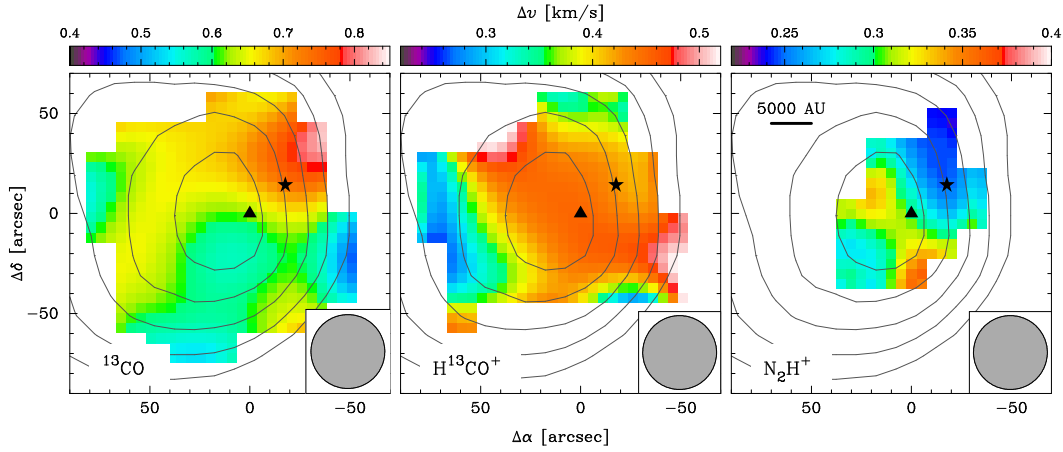 Δv [km/s]
0.4 0.5 0.6 0.7 0.8
0.3 0.4 0.5
0.25 0.3 0.35 0.4
50
0
−50
Δδ [arcsec]
5000 AU
¹³CO
H¹³CO⁺
N₂H⁺
50 0 −50
50 0 −50
50 0 −50
Δα [arcsec]